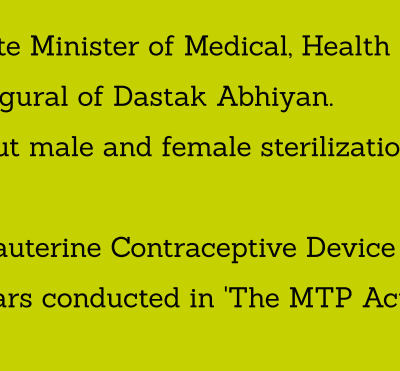 te Minister of Medical, Health
gural of Dastak Abhiyan.
ut male and female sterilizatio
auterine Contraceptive Device
ars conducted in 'The MTP Ac